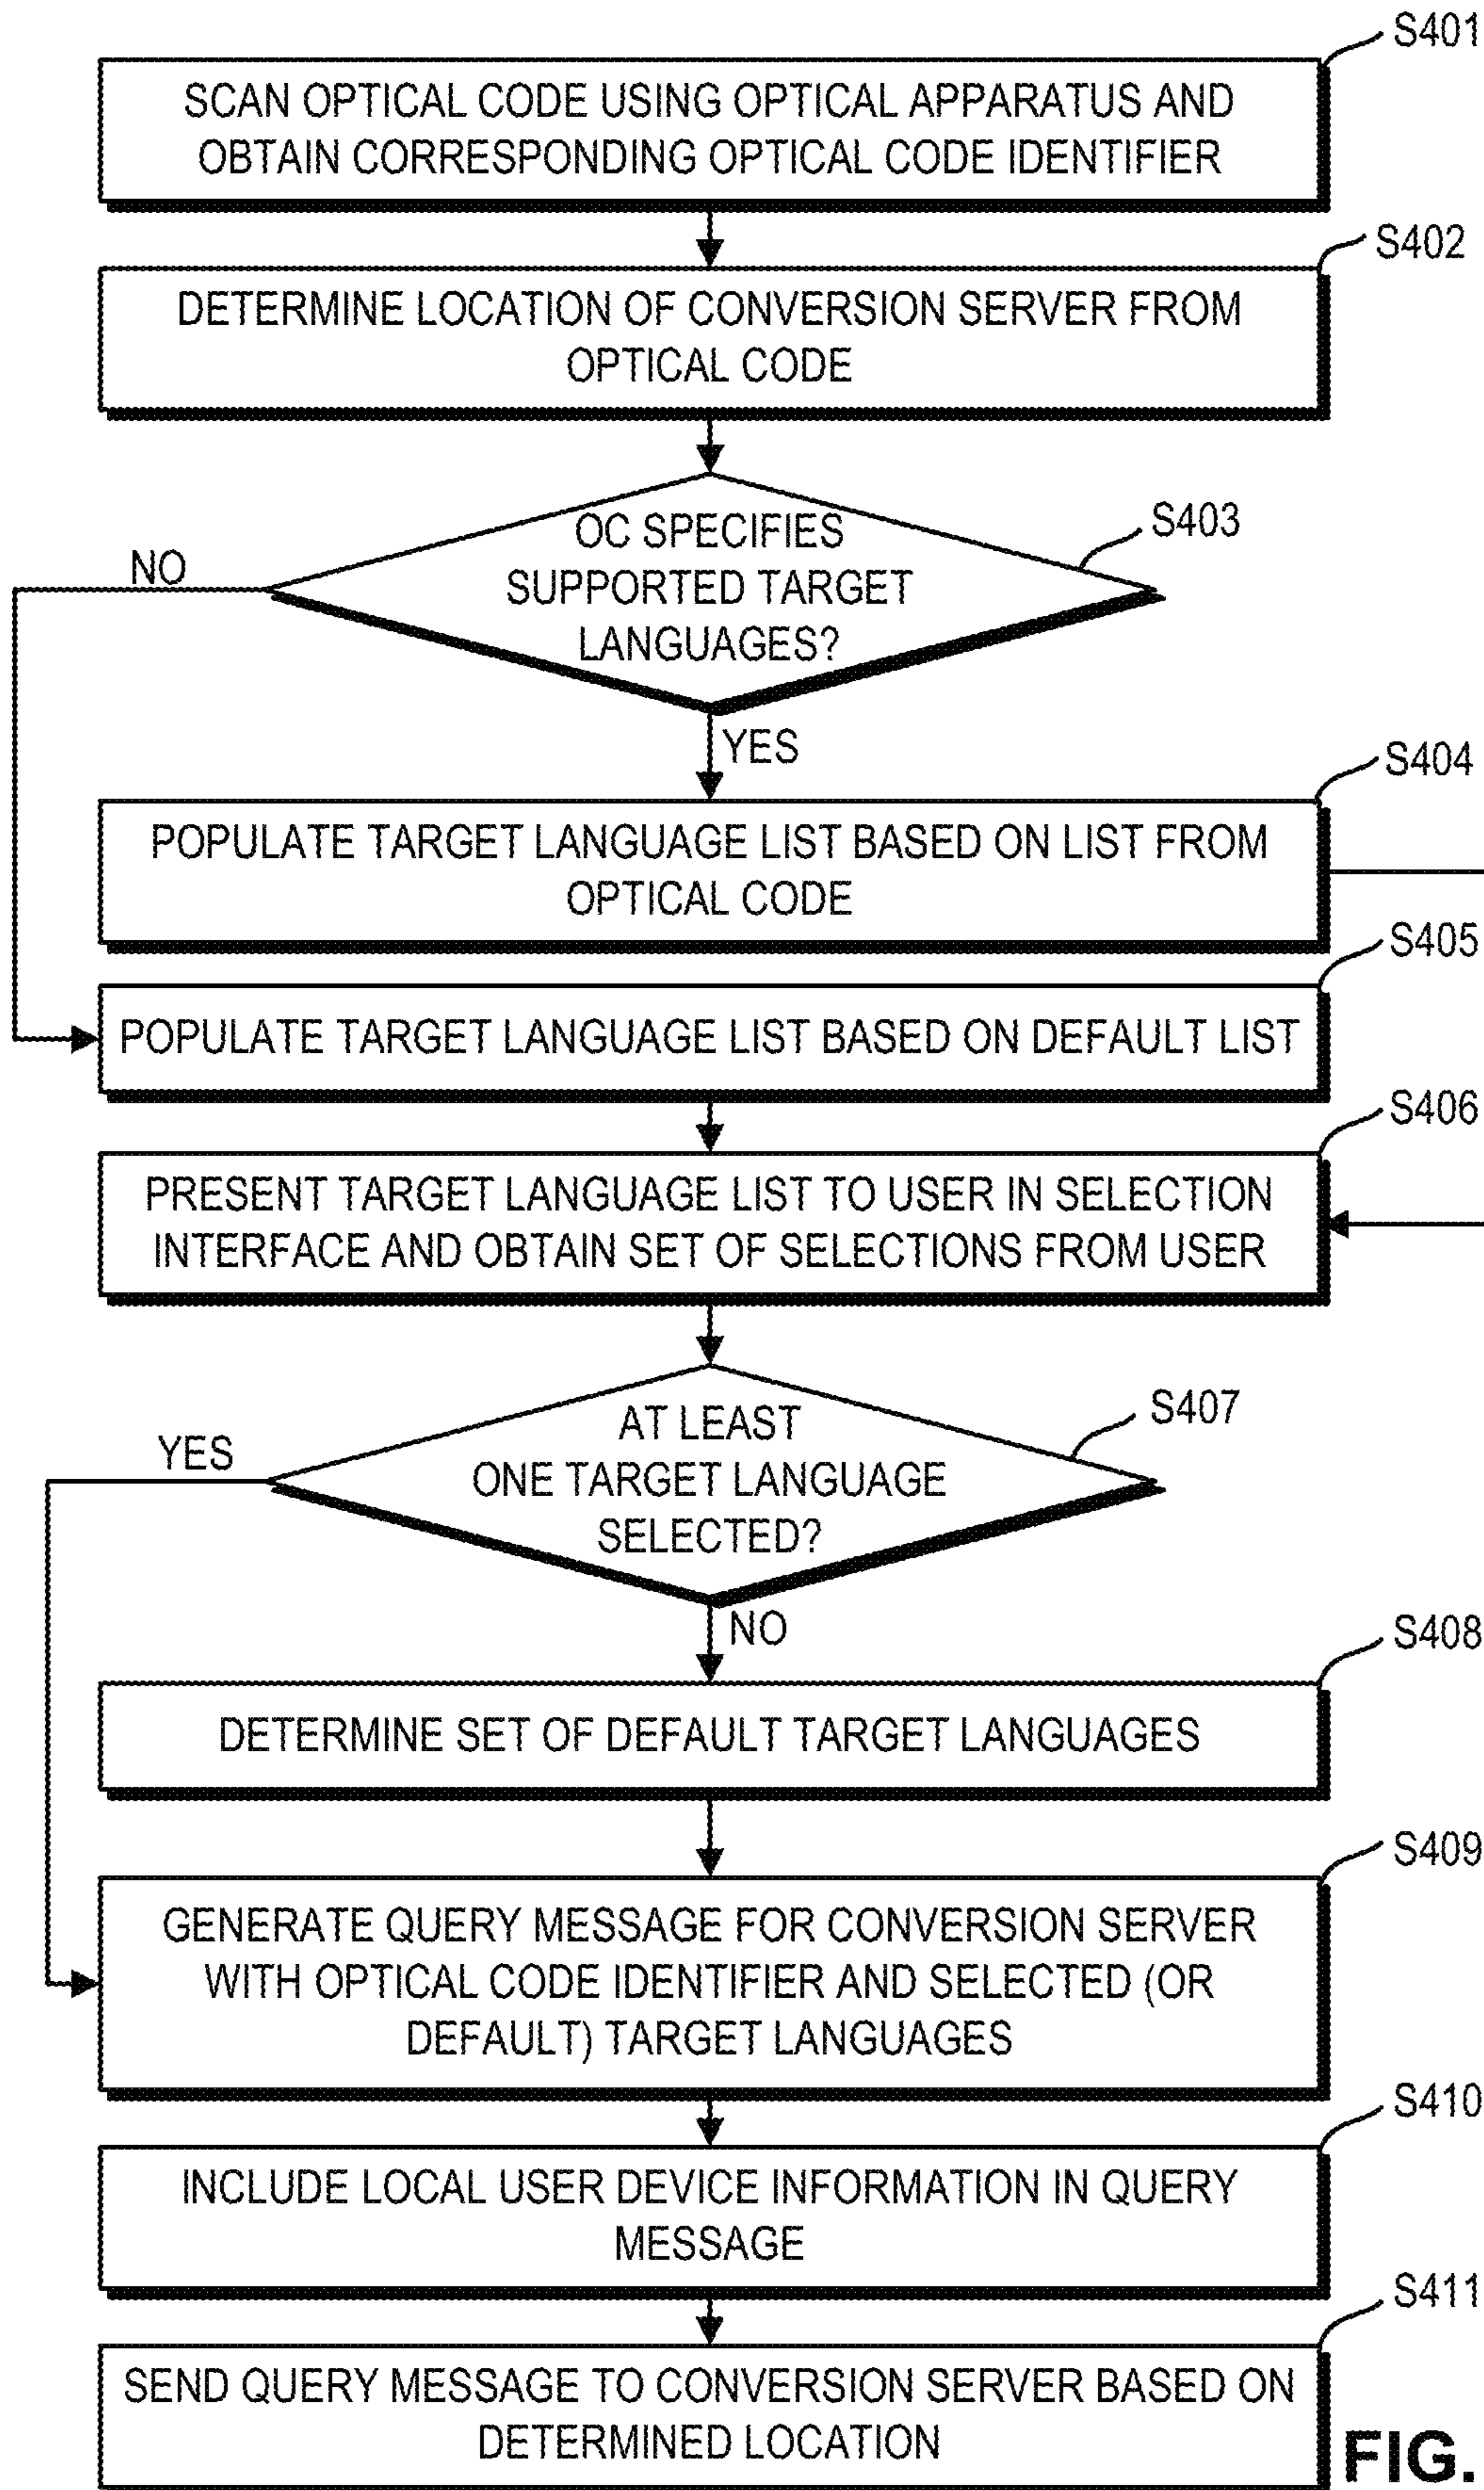 S401
SCAN OPTICAL CODE USING OPTICAL APPARATUS AND
OBTAIN CORRESPONDING OPTICAL CODE IDENTIFIER
S402
DETERMINE LOCATION OF CONVERSION SERVER FROM
OPTICAL CODE
S403
OC SPECIFIES
SUPPORTED TARGET
LANGUAGES?
NO
YES
S404
POPULATE TARGET LANGUAGE LIST BASED ON LIST FROM
OPTICAL CODE
S405
POPULATE TARGET LANGUAGE LIST BASED ON DEFAULT LIST
S406
PRESENT TARGET LANGUAGE LIST TO USER IN SELECTION
INTERFACE AND OBTAIN SET OF SELECTIONS FROM USER
S407
AT LEAST
ONE TARGET LANGUAGE
SELECTED?
YES
NO
S408
DETERMINE SET OF DEFAULT TARGET LANGUAGES
S409
GENERATE QUERY MESSAGE FOR CONVERSION SERVER
WITH OPTICAL CODE IDENTIFIER AND SELECTED (OR
DEFAULT) TARGET LANGUAGES
S410
INCLUDE LOCAL USER DEVICE INFORMATION IN QUERY
MESSAGE
S411
SEND QUERY MESSAGE TO CONVERSION SERVER BASED ON
DETERMINED LOCATION
FIG.